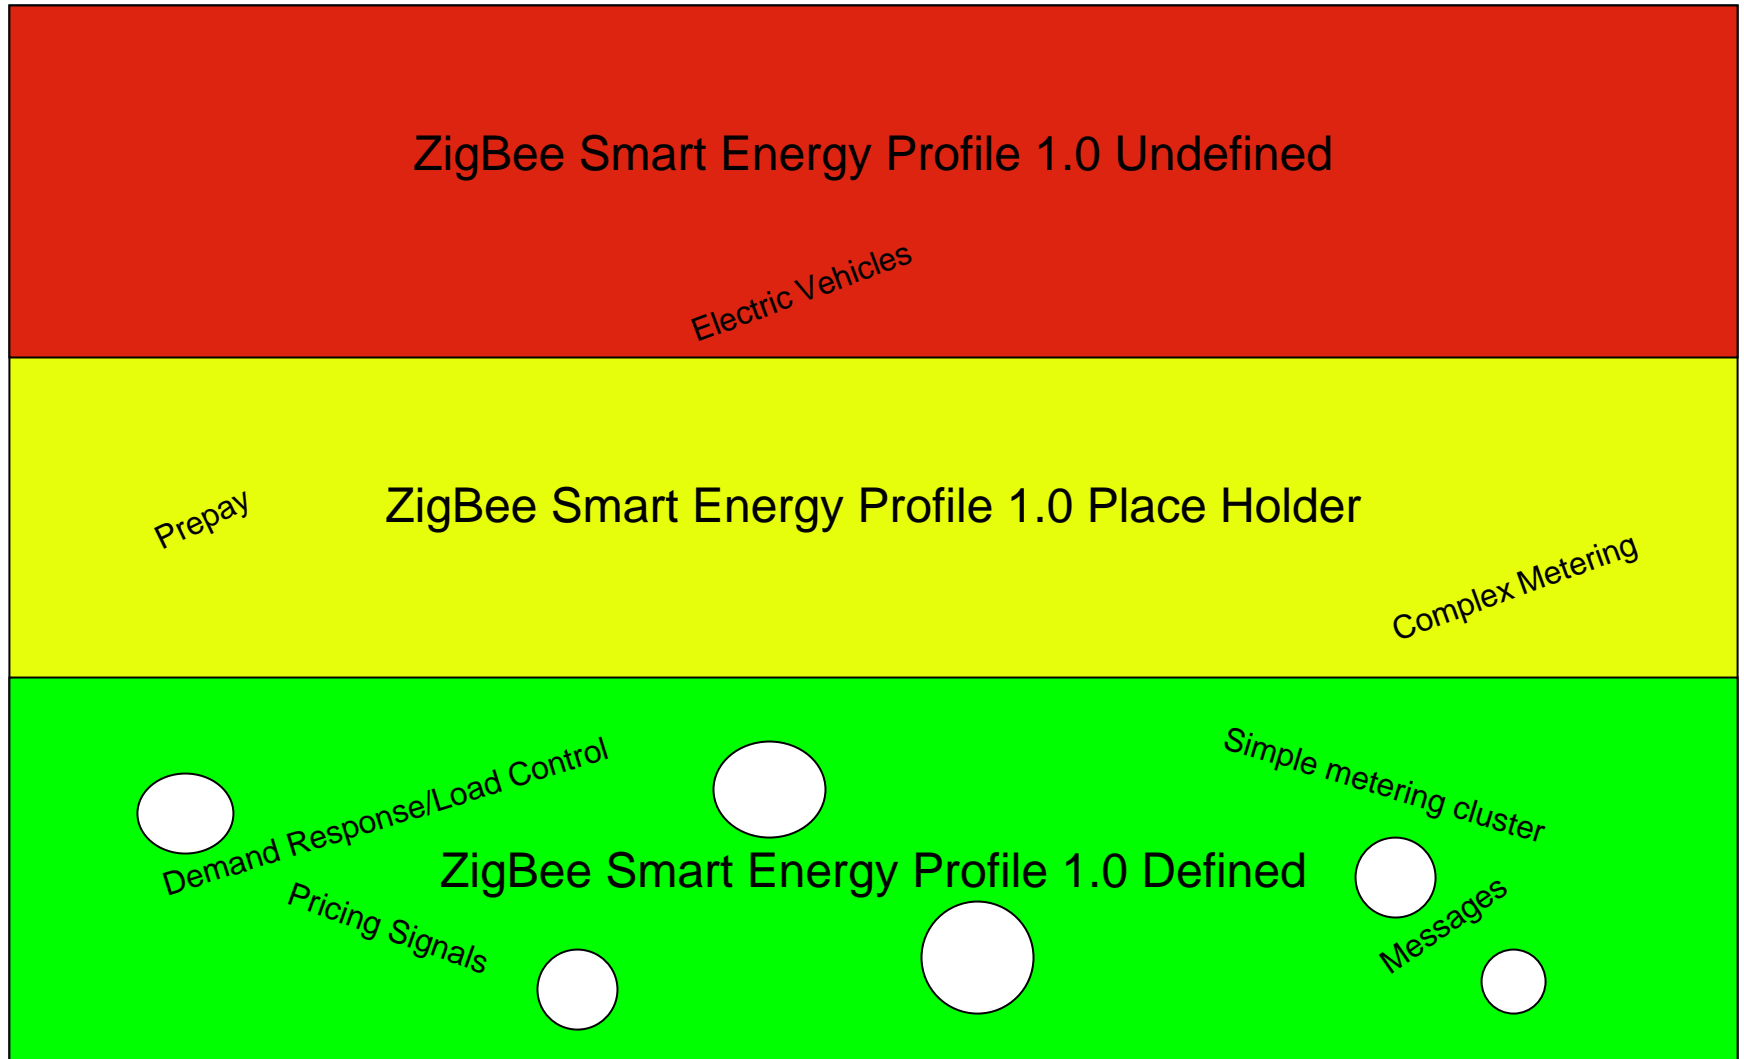 ZigBee Smart Energy Profile 1.0 Undefined
Electric Vehicles
Prepay
ZigBee Smart Energy Profile 1.0 Place Holder
Complex Metering
Simple metering cluster
Demand Response/Load Control
ZigBee Smart Energy Profile 1.0 Defined
Pricing Signals
Messages